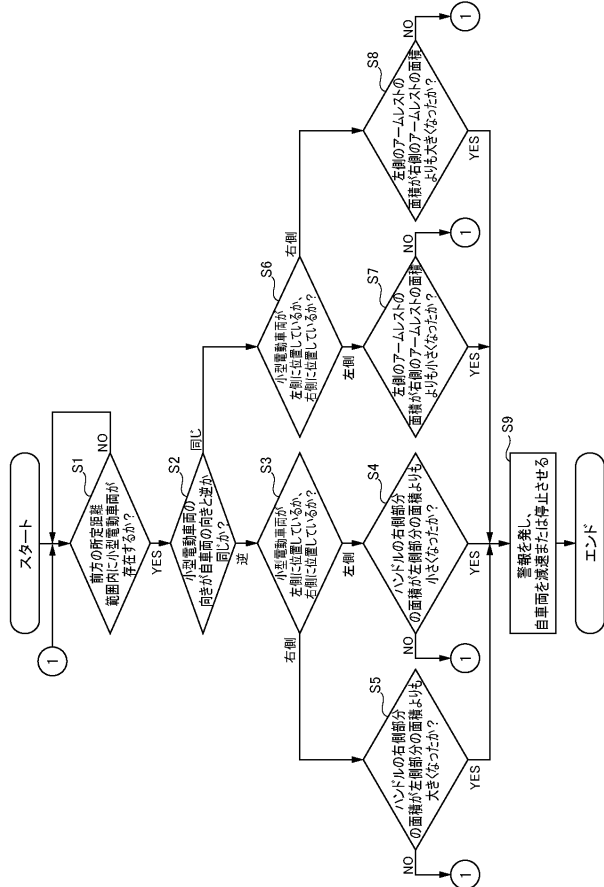 スタート
1
S1
前方の所定距離
範囲内に小型電動車両が
存在するか？
NO
YES
S2
小型電動車両の
向きが自車両の向きと逆か
同じか？
同じ
逆
S3
小型電動車両が
左側に位置しているか、
右側に位置しているか？
右側
左側
S6
小型電動車両が
左側に位置しているか、
右側に位置しているか？
右側
左側
S5
ハンドルの右側部分
の面積が左側部分の面積よりも
大きくなったか？
NO
1
YES
S4
ハンドルの右側部分
の面積が左側部分の面積よりも
小さくなったか？
NO
1
YES
S7
左側のアームレストの
面積が右側のアームレストの面積
よりも小さくなったか？
NO
1
YES
S8
左側のアームレストの
面積が右側のアームレストの面積
よりも大きくなったか？
NO
1
YES
S9
警報を発し、
自車両を減速または停止させる
エンド